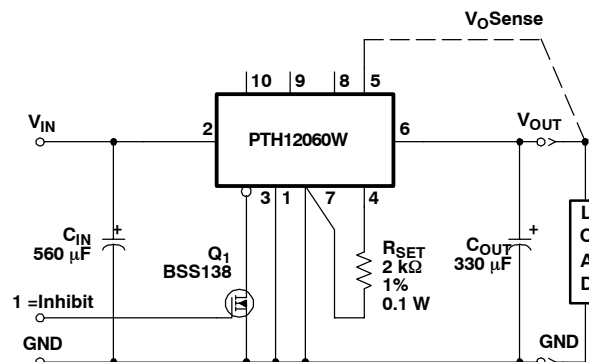 VOSense
10 9 8 5
VIN
2
PTH12060W
6
VOUT
3 1 7 4
CIN
560 µF
+
Q1
BSS138
RSET
2 kΩ
1%
0.1 W
COUT
330 µF
+
LOAD
1 =Inhibit
GND
GND